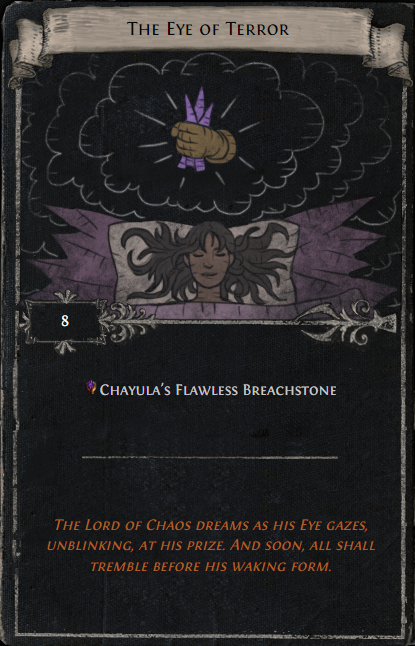 The Eye of Terror
8
Chayula's Flawless Breachstone
The Lord of Chaos dreams as his Eye gazes,
unblinking, at his prize. And soon, all shall
tremble before his waking form.